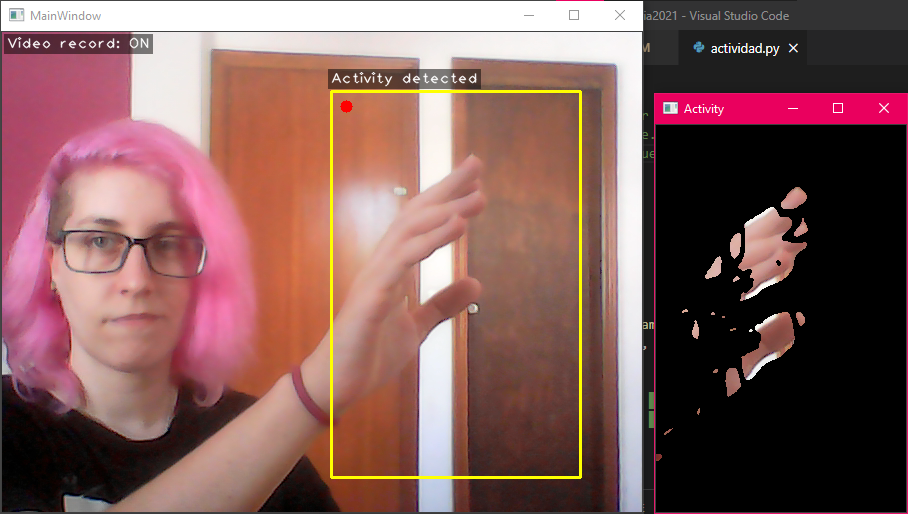 MainWindow
ia2021 - Visual Studio Code
Video record: ON
M
actividad.py
Activity detected
Activity